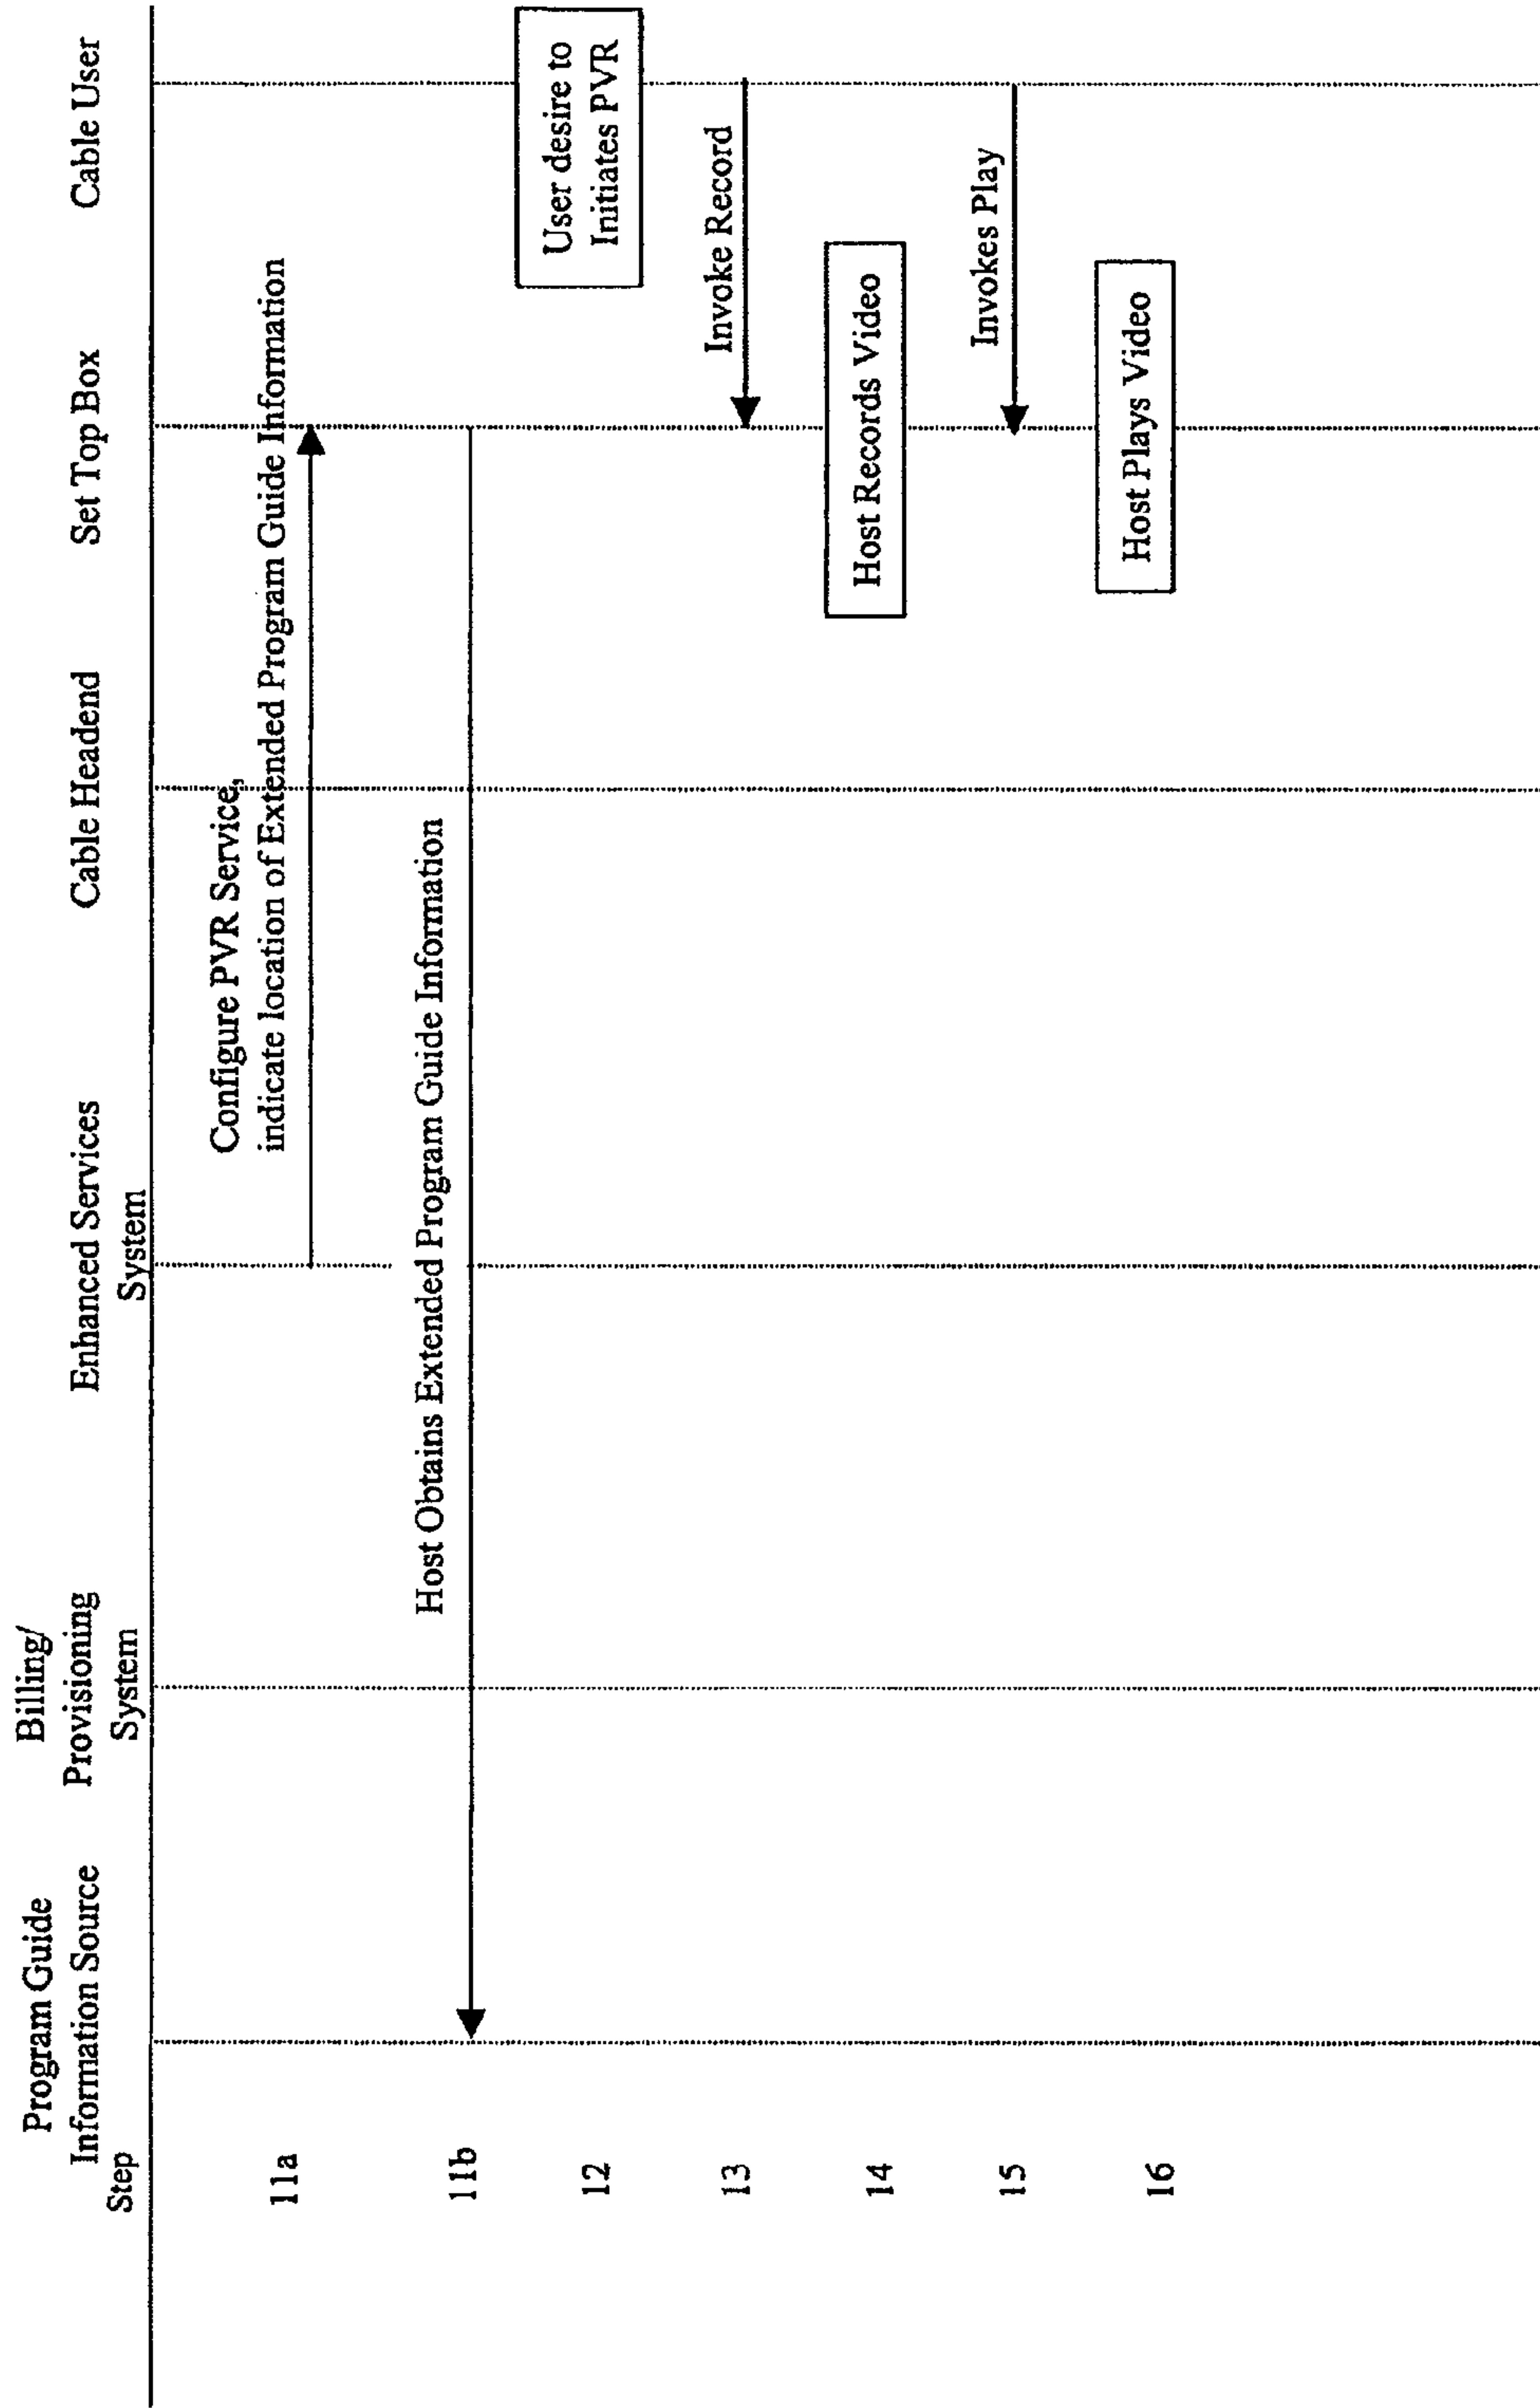 Step
Program Guide
Information Source
Billing/
Provisioning
System
Enhanced Services
System
Cable Headend
Set Top Box
Cable User
11a
Configure PVR Service,
indicate location of Extended Program Guide Information
11b
Host Obtains Extended Program Guide Information
12
User desire to
Initiates PVR
13
Invoke Record
14
Host Records Video
15
Invokes Play
16
Host Plays Video